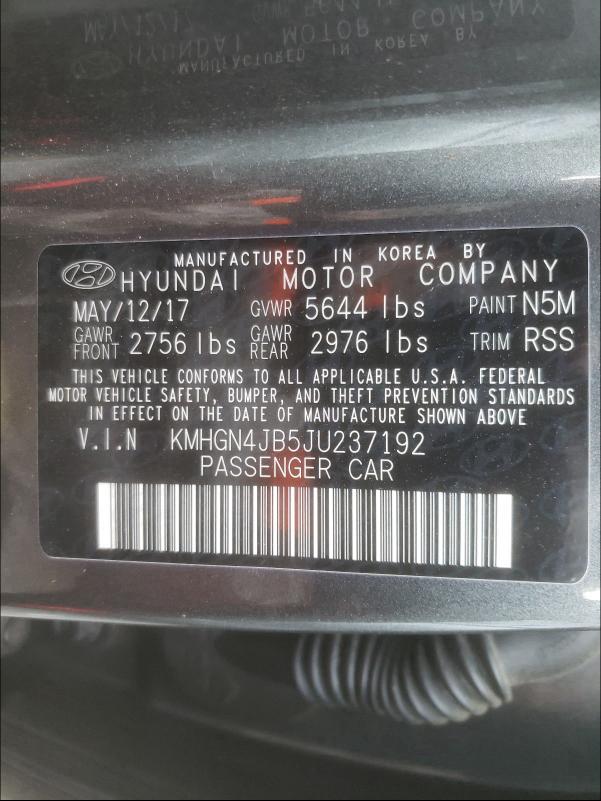 MANUFACTURED IN KOREA BY
HYUNDAI MOTOR COMPANY
MAY/12/17 GVWR 5644 lbs PAINT N5M
GAWR FRONT 2756 lbs GAWR REAR 2976 lbs TRIM RSS
THIS VEHICLE CONFORMS TO ALL APPLICABLE U.S.A. FEDERAL
MOTOR VEHICLE SAFETY, BUMPER, AND THEFT PREVENTION STANDARDS
IN EFFECT ON THE DATE OF MANUFACTURE SHOWN ABOVE
V.I.N KMHGN4JB5JU237192
PASSENGER CAR